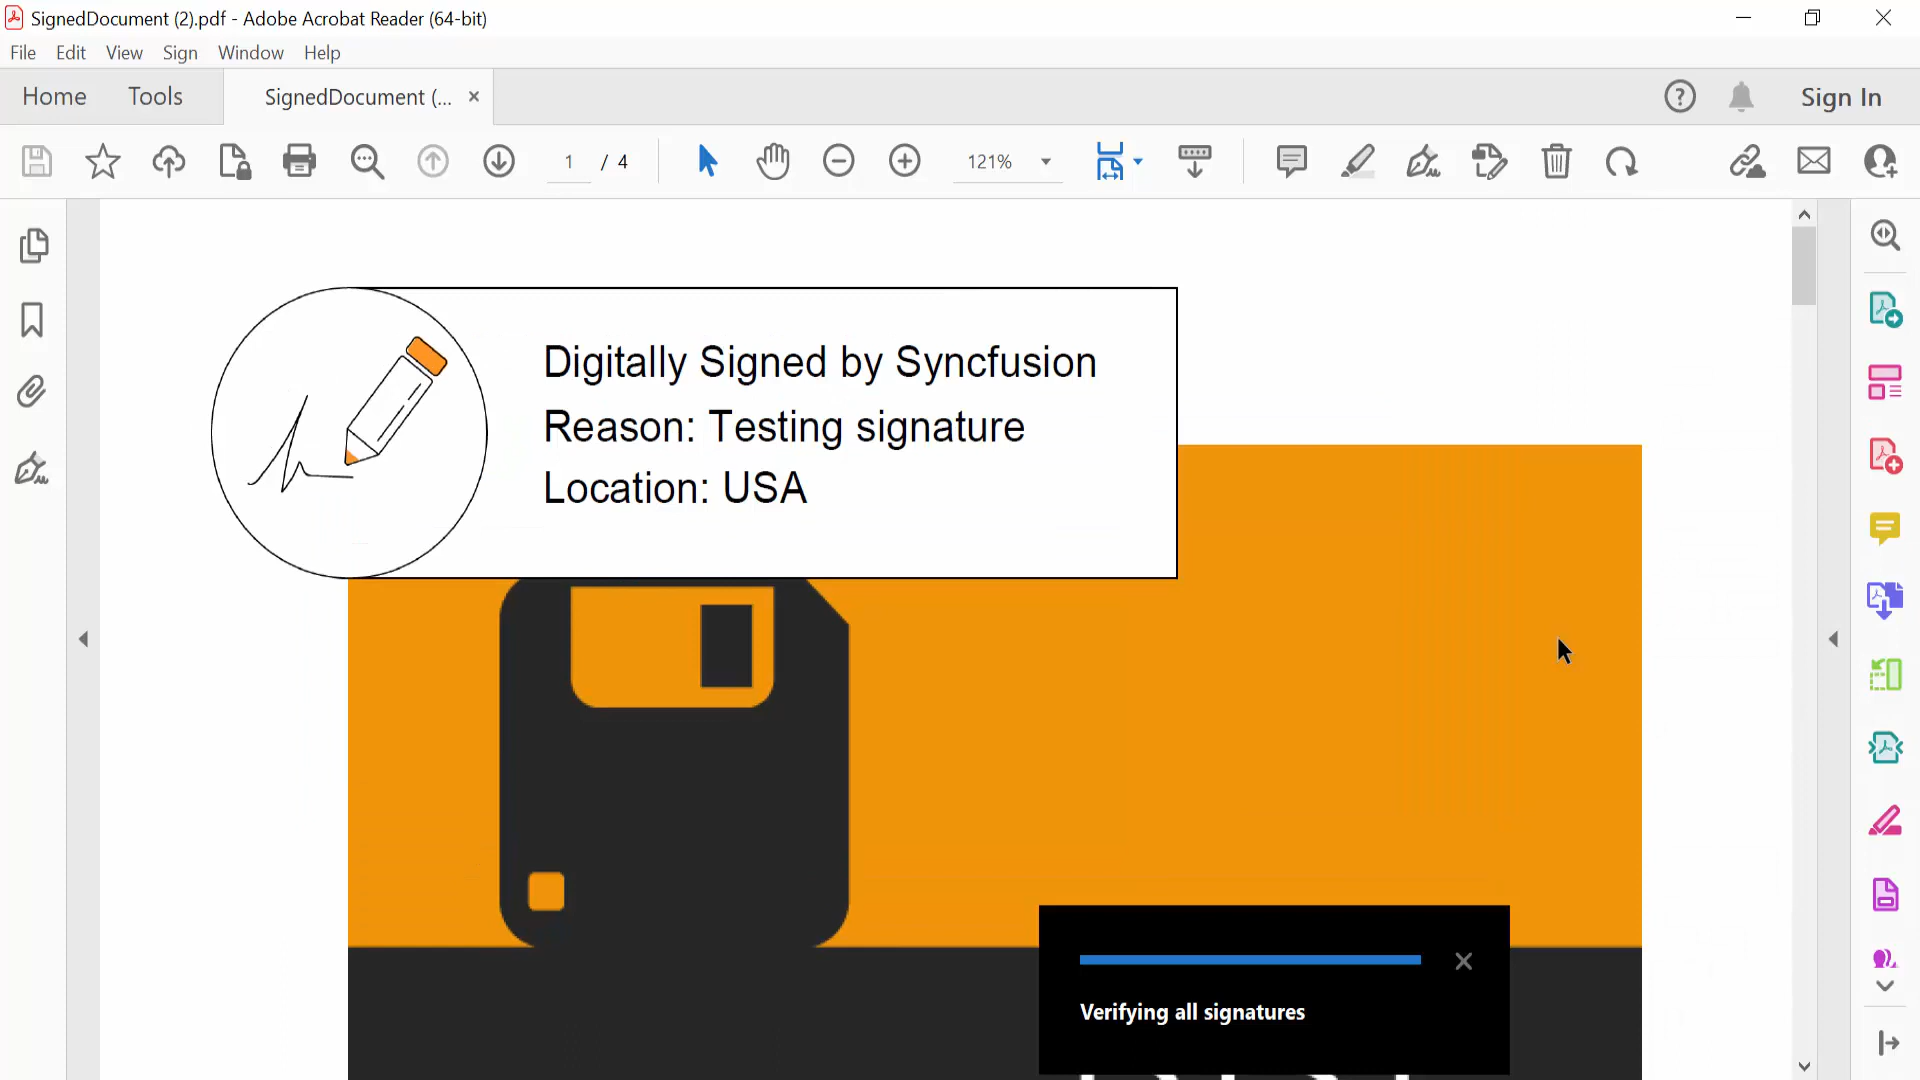 SignedDocument (2).pdf - Adobe Acrobat Reader (64-bit)
File Edit View Sign Window Help
Home Tools SignedDocument (... × ? Sign In
1 / 4 121%
Digitally Signed by Syncfusion
Reason: Testing signature
Location: USA
Verifying all signatures